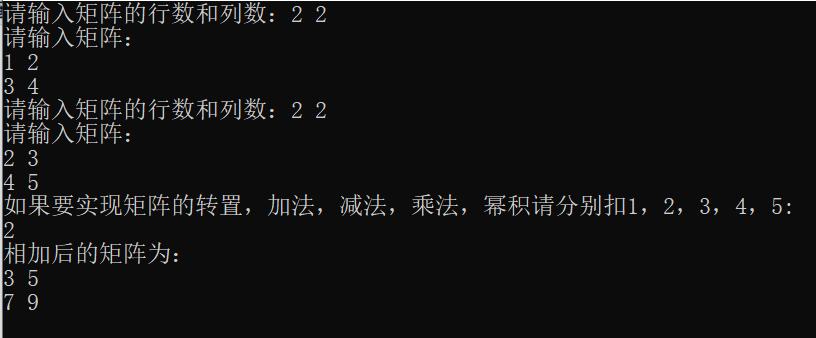 请输入矩阵的行数和列数：2 2
请输入矩阵：
1 2
3 4
请输入矩阵的行数和列数：2 2
请输入矩阵：
2 3
4 5
如果要实现矩阵的转置，加法，减法，乘法，幂积请分别扣1，2，3，4，5:
2
相加后的矩阵为：
3 5
7 9